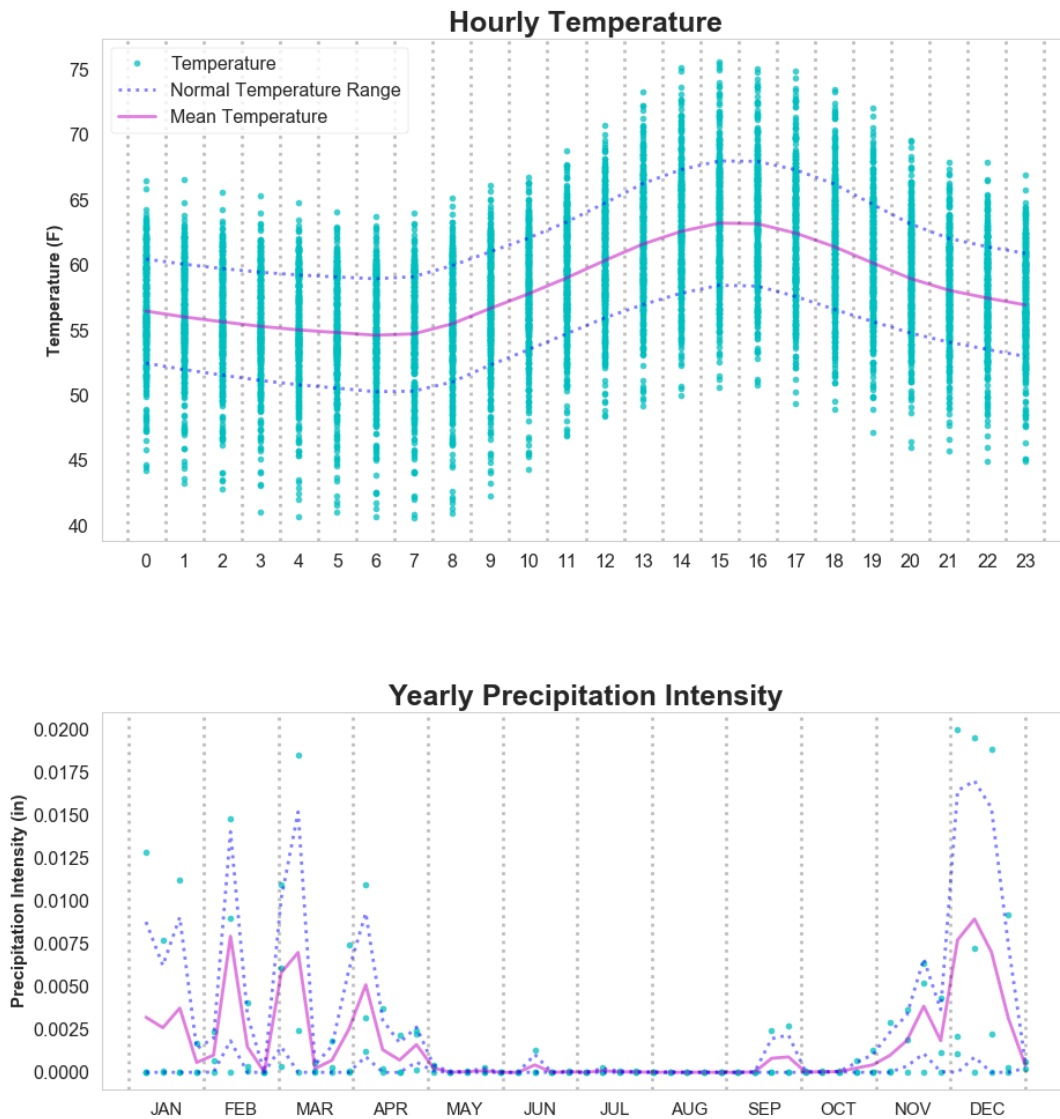 Hourly Temperature
Temperature
Normal Temperature Range
Mean Temperature
Temperature (F)
75
70
65
60
55
50
45
40
0 1 2 3 4 5 6 7 8 9 10 11 12 13 14 15 16 17 18 19 20 21 22 23
Yearly Precipitation Intensity
Precipitation Intensity (in)
0.0200
0.0175
0.0150
0.0125
0.0100
0.0075
0.0050
0.0025
0.0000
JAN FEB MAR APR MAY JUN JUL AUG SEP OCT NOV DEC